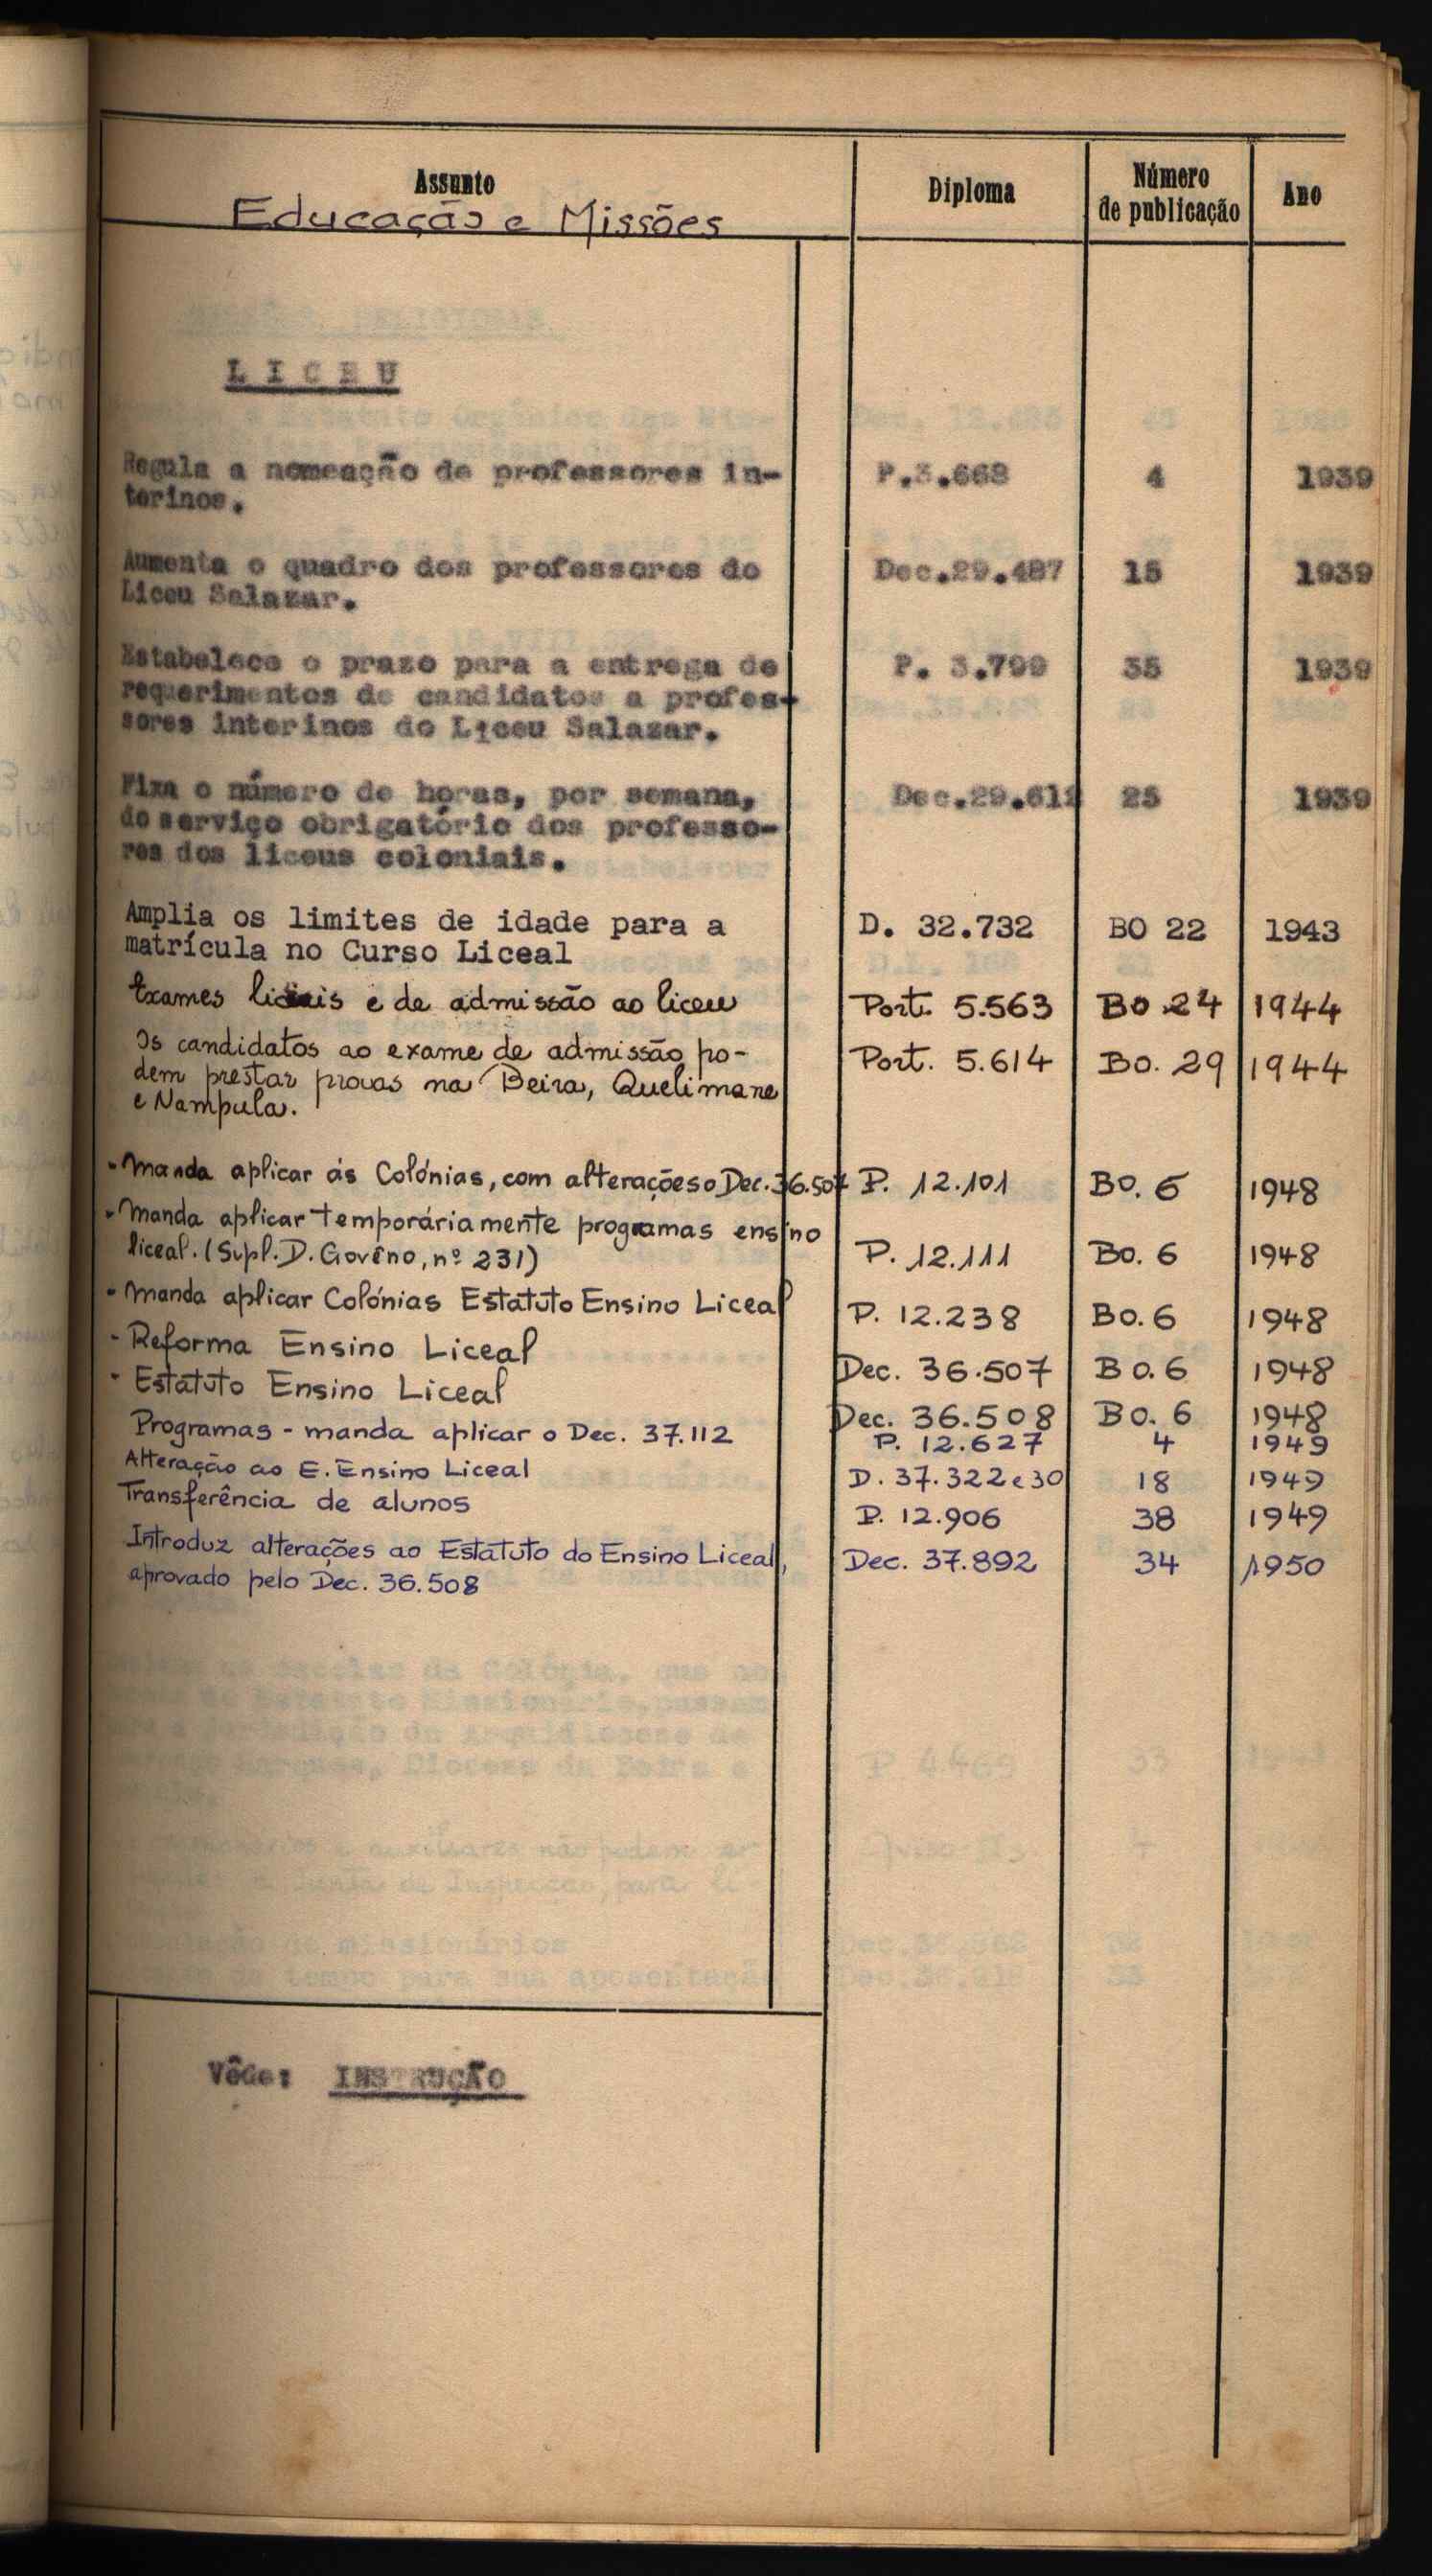 Assunto Diploma Número de publicação Ano
Educação e Missões
LICEU
Regula a nomeação de professores in- P.3.668 4 1939
terinos.
Aumenta o quadro dos professores do Dec.29.487 15 1939
Liceu Salazar.
Estabelece o prazo para a entrega de P. 3.799 35 1939
requerimentos de candidatos a profes-
sores interinos do Liceu Salazar.
Fixa o número de horas, por semana, Dec.29.612 25 1939
de serviço obrigatório dos professo-
res dos liceus coloniais.
Amplia os limites de idade para a D. 32.732 BO 22 1943
matrícula no Curso Liceal
Exames liceais e de admissão ao liceu Port. 5.563 BO 24 1944
Os candidatos ao exame de admissão po- Port. 5.614 BO. 29 1944
dem prestar provas na Beira, Quelimane
e Nampula.
- Manda aplicar ás Colónias, com alterações o Dec. 36.507 P. 12.101 BO. 6 1948
- Manda aplicar temporáriamente programas ensino
liceal. (Supl. D. Govêrno, nº 231) P. 12.111 BO. 6 1948
- Manda aplicar Colónias Estatuto Ensino Liceal P. 12.238 BO. 6 1948
- Reforma Ensino Liceal Dec. 36.507 BO. 6 1948
- Estatuto Ensino Liceal Dec. 36.508 BO. 6 1948
Programas - manda aplicar o Dec. 37.112 P. 12.627 4 1949
Alteração ao E. Ensino Liceal D. 37.322 e 30 18 1949
Transferência de alunos P. 12.906 38 1949
Introduz alterações ao Estatuto do Ensino Liceal, Dec. 37.892 34 1950
aprovado pelo Dec. 36.508
Vêde: INSTRUÇÃO